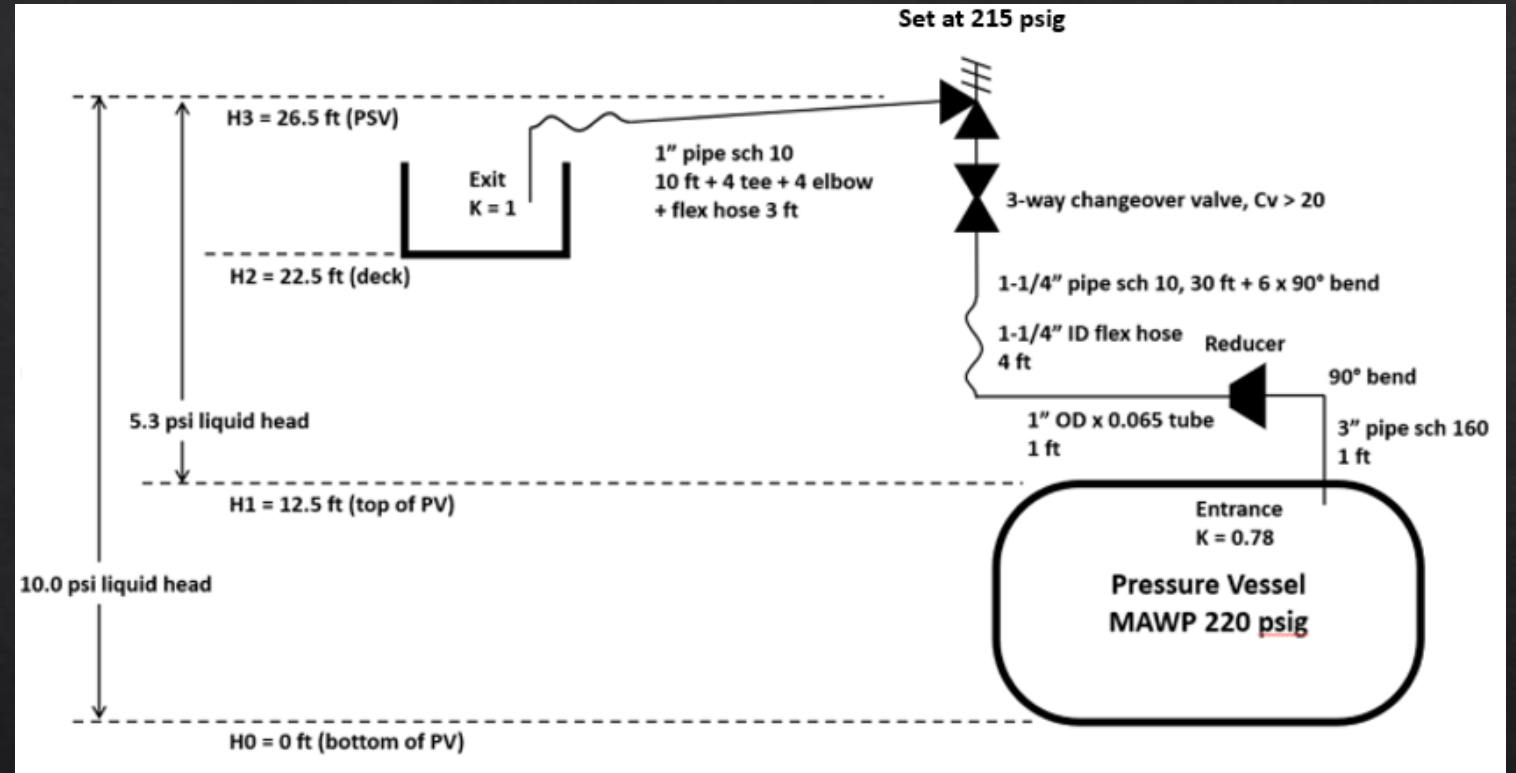 Set at 215 psig
H3 = 26.5 ft (PSV)
1” pipe sch 10
10 ft + 4 tee + 4 elbow
+ flex hose 3 ft
Exit
K = 1
3-way changeover valve, Cv > 20
H2 = 22.5 ft (deck)
1-1/4” pipe sch 10, 30 ft + 6 x 90° bend
1-1/4” ID flex hose
4 ft
Reducer
90° bend
5.3 psi liquid head
1” OD x 0.065 tube
1 ft
3” pipe sch 160
1 ft
H1 = 12.5 ft (top of PV)
Entrance
K = 0.78
10.0 psi liquid head
Pressure Vessel
MAWP 220 psig
H0 = 0 ft (bottom of PV)